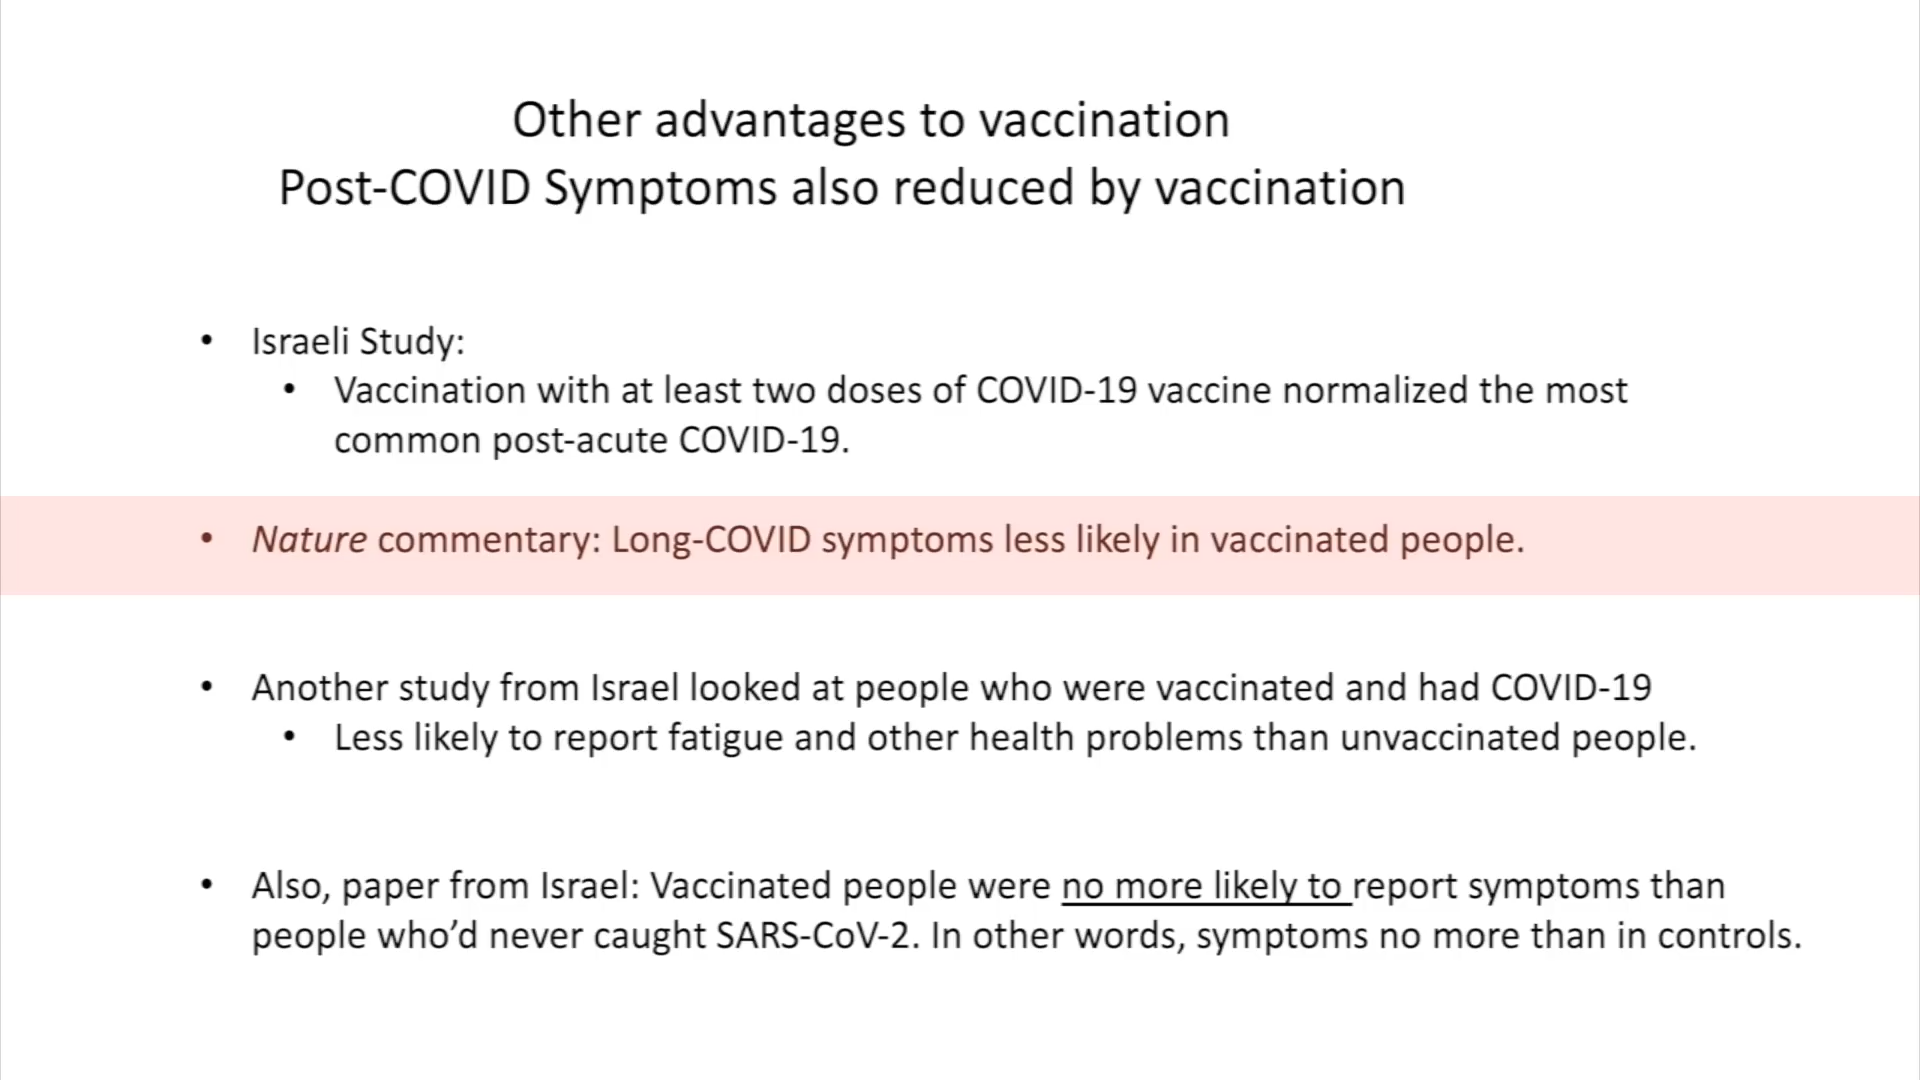 Other advantages to vaccination
Post-COVID Symptoms also reduced by vaccination
• Israeli Study:
• Vaccination with at least two doses of COVID-19 vaccine normalized the most
common post-acute COVID-19.
• Nature commentary: Long-COVID symptoms less likely in vaccinated people.
• Another study from Israel looked at people who were vaccinated and had COVID-19
• Less likely to report fatigue and other health problems than unvaccinated people.
• Also, paper from Israel: Vaccinated people were no more likely to report symptoms than
people who’d never caught SARS-CoV-2. In other words, symptoms no more than in controls.